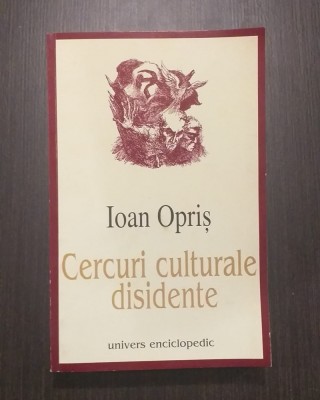 Ioan Opriș
Cercuri culturale
disidente
univers enciclopedic